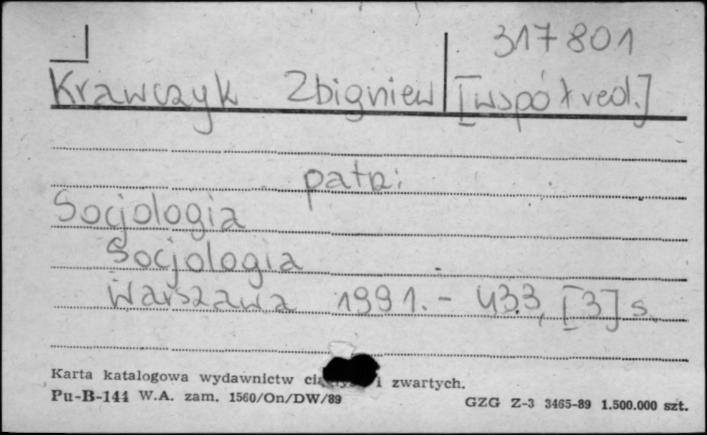 317801
Krawczyk Zbigniew [współred.]
patrz:
Socjologia
Socjologia
Warszawa 1991. - 433, [3] s.
Karta katalogowa wydawnictw i zwartych.
Pu-B-144 W.A. zam. 1560/On/DW/89 GZG Z-3 3465-89 1.500.000 szt.